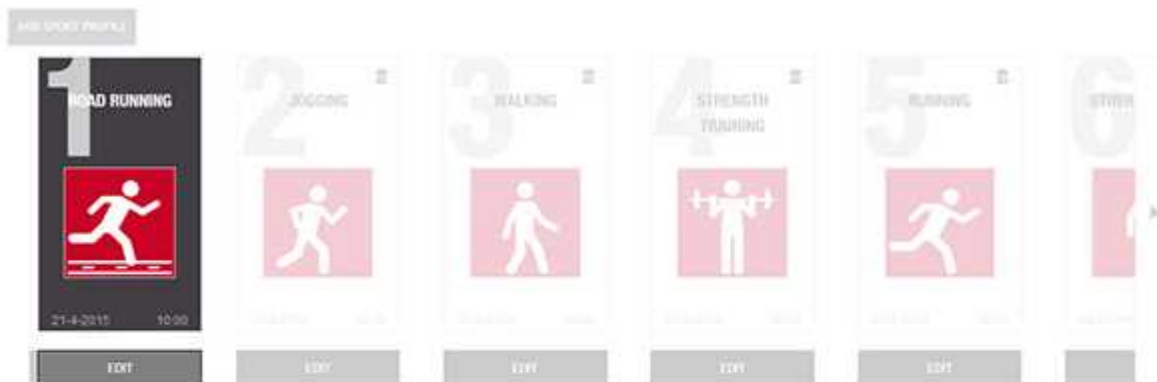 ADD SPORT PROFILE
1
ROAD RUNNING
21-4-2015 10:00
EDIT
2
JOGGING
EDIT
3
WALKING
EDIT
4
STRENGTH
TRAINING
EDIT
5
RUNNING
EDIT
6